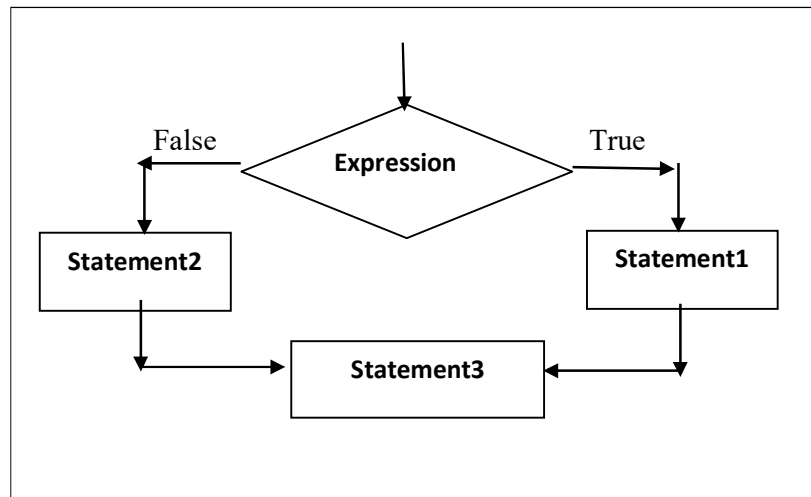 False
Expression
True
Statement2
Statement1
Statement3